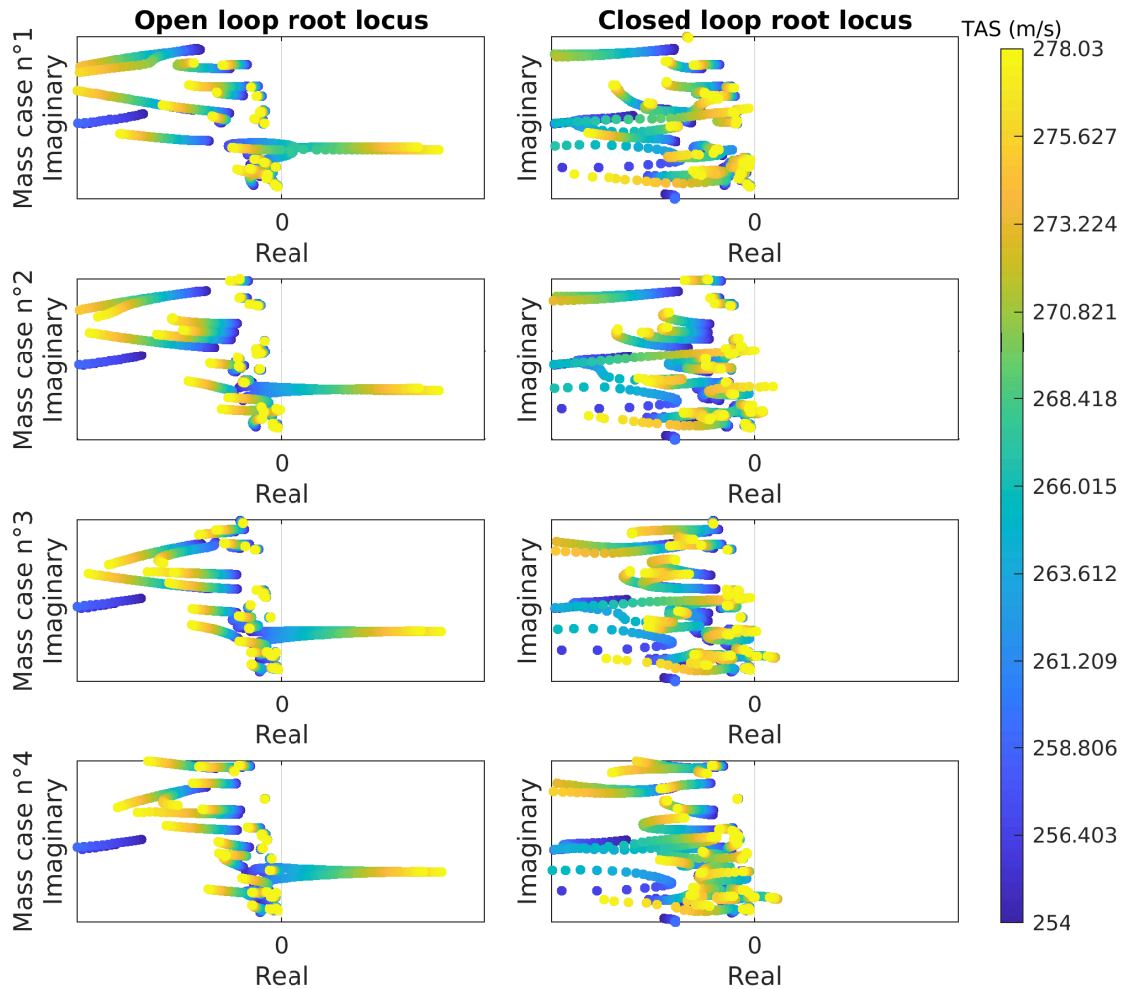 Open loop root locus
Closed loop root locus
TAS (m/s)
Mass case n°1
Imaginary
0
Real
Imaginary
0
Real
Mass case n°2
Imaginary
0
Real
Imaginary
0
Real
Mass case n°3
Imaginary
0
Real
Imaginary
0
Real
Mass case n°4
Imaginary
0
Real
Imaginary
0
Real
278.03
275.627
273.224
270.821
268.418
266.015
263.612
261.209
258.806
256.403
254